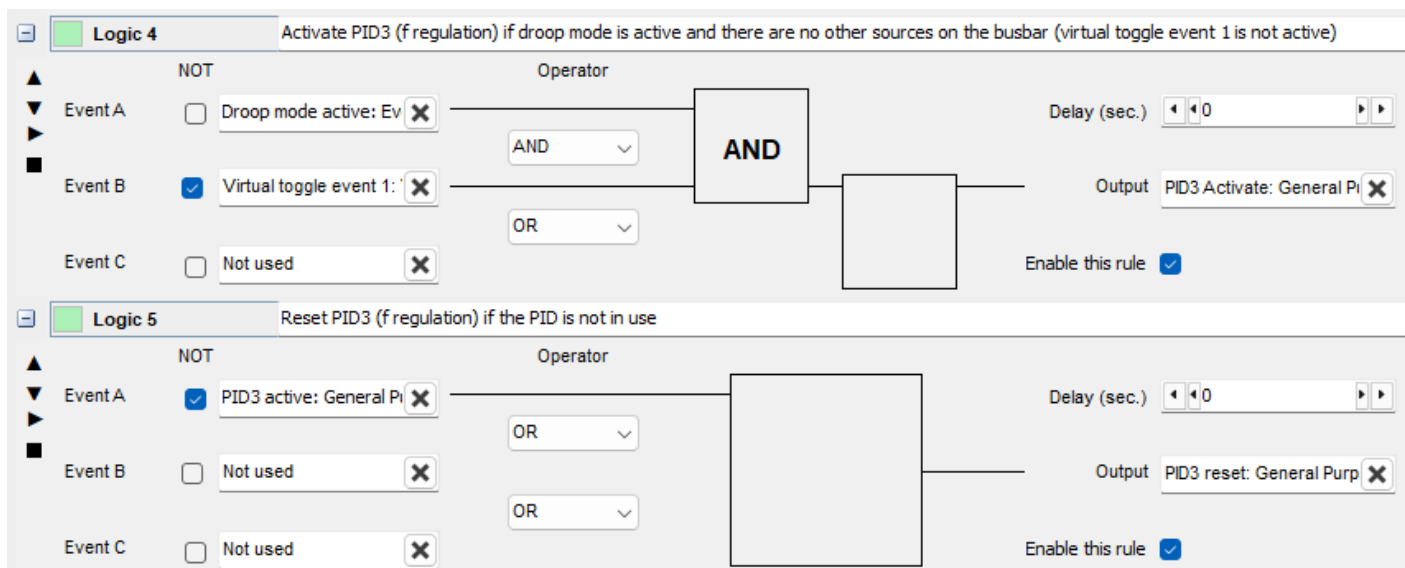 Logic 4 Activate PID3 (f regulation) if droop mode is active and there are no other sources on the busbar (virtual toggle event 1 is not active)
NOT Operator
Event A Droop mode active: Ev Delay (sec.) 0
AND AND
Event B Virtual toggle event 1: Output PID3 Activate: General P
OR
Event C Not used Enable this rule
Logic 5 Reset PID3 (f regulation) if the PID is not in use
NOT Operator
Event A PID3 active: General P Delay (sec.) 0
OR
Event B Not used Output PID3 reset: General Purp
OR
Event C Not used Enable this rule